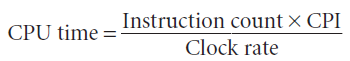 CPU time = Instruction count × CPI
Clock rate